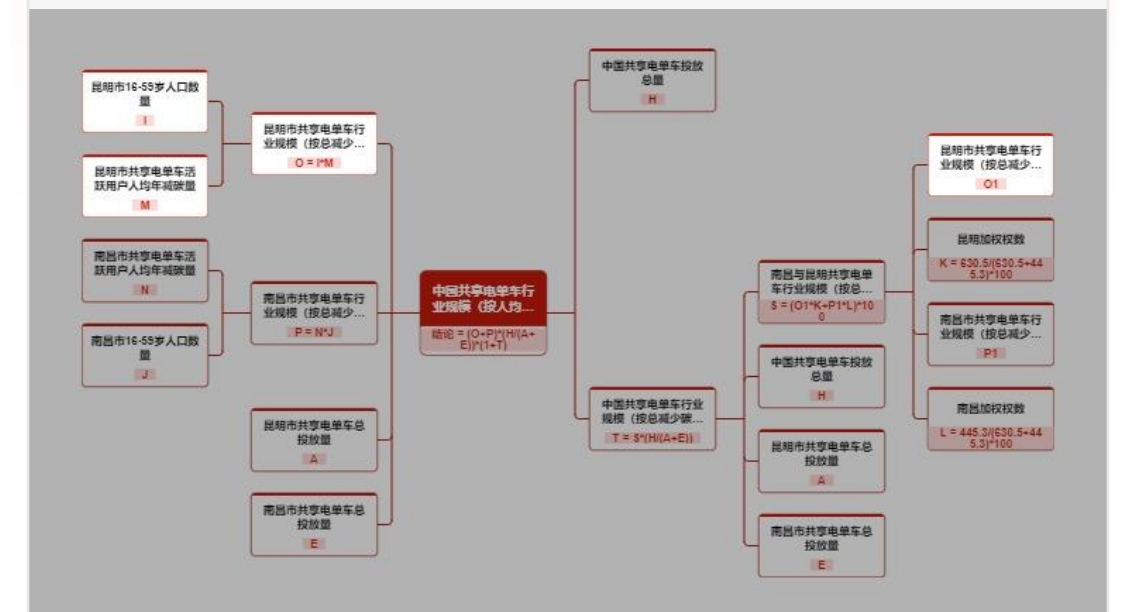 昆明市16-59岁人口数
量
I
昆明市共享电单车活
跃用户人均年减碳量
M
南昌市共享电单车活
跃用户人均年减碳量
N
南昌市16-59岁人口数
量
J
昆明市共享电单车行
业规模（按总减少...
O = I*M
南昌市共享电单车行
业规模（按总减少...
P = N*J
昆明市共享电单车总
投放量
A
南昌市共享电单车总
投放量
E
中国共享电单车行
业规模（按人均...
结论 = (O+P)*(H/(A+
E))*(1+T)
中国共享电单车投放
总量
H
中国共享电单车行业
规模（按总减少碳...
T = S*(H/(A+E))
南昌与昆明共享电单
车行业规模（按总...
S = (O1*K+P1*L)*10
0
中国共享电单车投放
总量
H
昆明市共享电单车总
投放量
A
南昌市共享电单车总
投放量
E
昆明市共享电单车行
业规模（按总减少...
O1
昆明加权权数
K = 630.5/(630.5+44
5.3)*100
南昌市共享电单车行
业规模（按总减少...
P1
南昌加权权数
L = 445.3/(630.5+44
5.3)*100